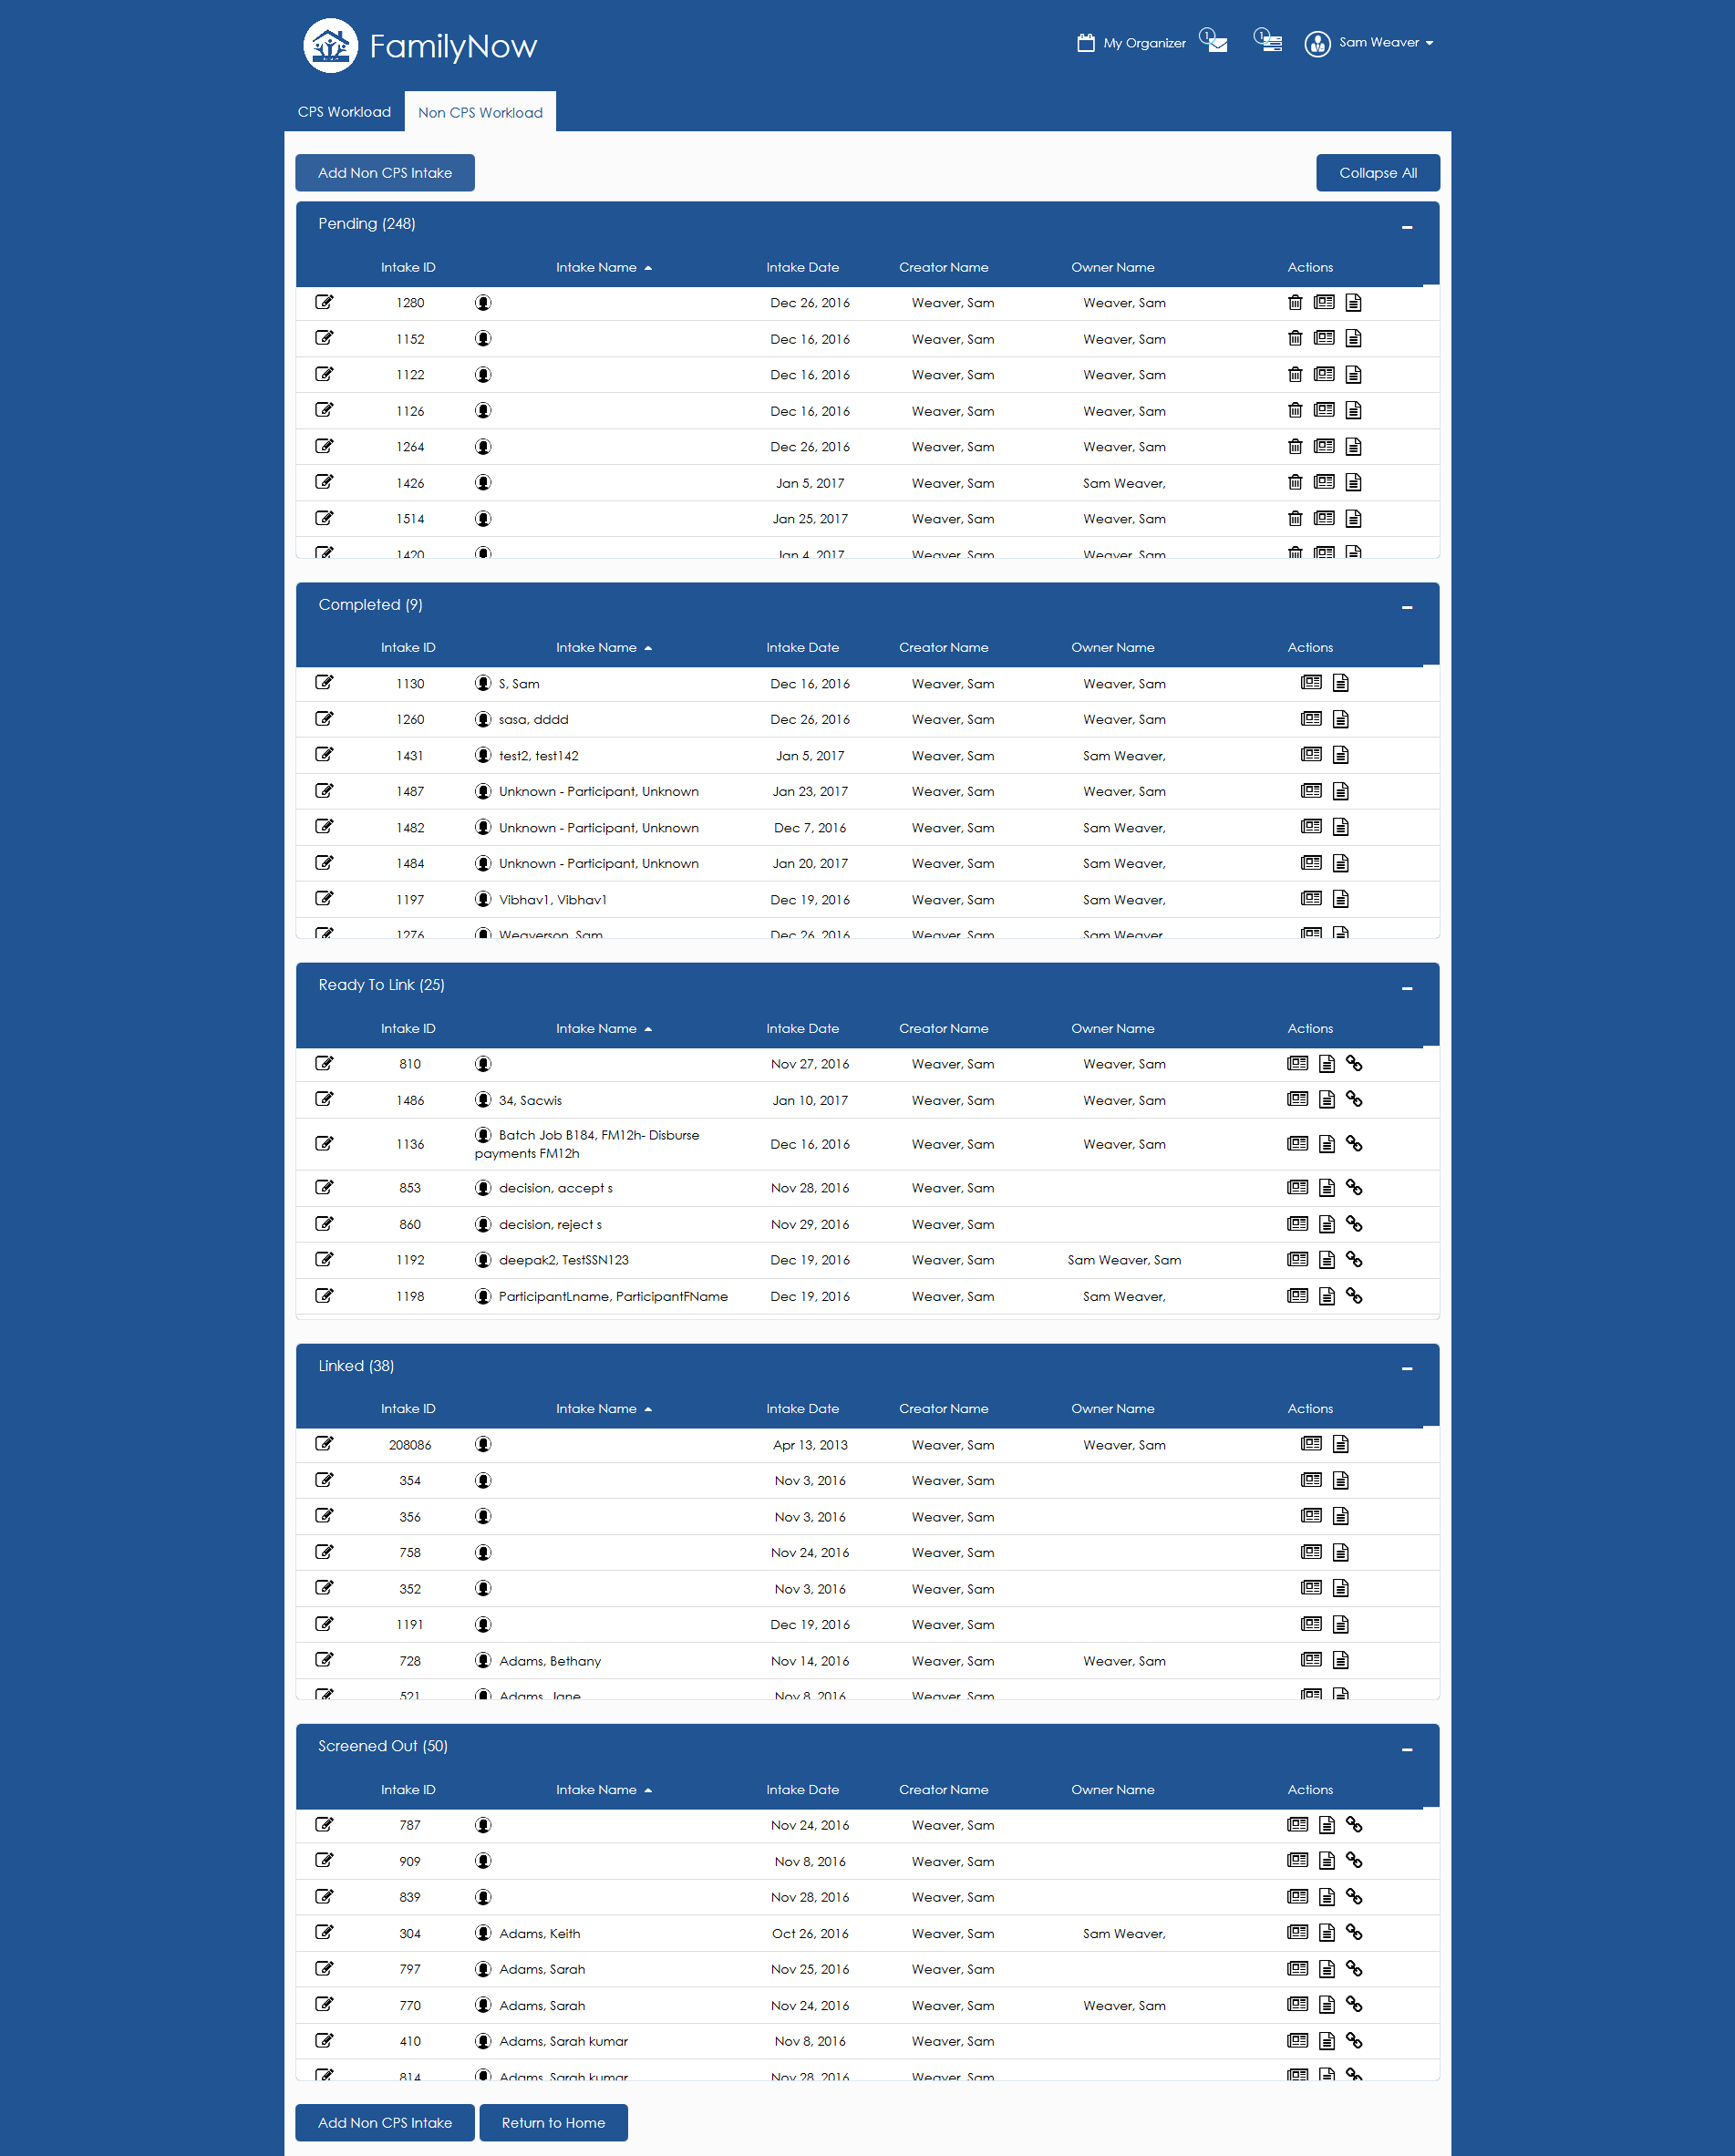 FamilyNow
My Organizer 1 1 Sam Weaver
CPS Workload Non CPS Workload
Add Non CPS Intake Collapse All
Pending (248)
Intake ID Intake Name Intake Date Creator Name Owner Name Actions
1280 Dec 26, 2016 Weaver, Sam Weaver, Sam
1152 Dec 16, 2016 Weaver, Sam Weaver, Sam
1122 Dec 16, 2016 Weaver, Sam Weaver, Sam
1126 Dec 16, 2016 Weaver, Sam Weaver, Sam
1264 Dec 26, 2016 Weaver, Sam Weaver, Sam
1426 Jan 5, 2017 Weaver, Sam Sam Weaver,
1514 Jan 25, 2017 Weaver, Sam Weaver, Sam
1420 Jan 4, 2017 Weaver, Sam Weaver, Sam
Completed (9)
Intake ID Intake Name Intake Date Creator Name Owner Name Actions
1130 S, Sam Dec 16, 2016 Weaver, Sam Weaver, Sam
1260 sasa, dddd Dec 26, 2016 Weaver, Sam Weaver, Sam
1431 test2, test142 Jan 5, 2017 Weaver, Sam Sam Weaver,
1487 Unknown - Participant, Unknown Jan 23, 2017 Weaver, Sam Weaver, Sam
1482 Unknown - Participant, Unknown Dec 7, 2016 Weaver, Sam Sam Weaver,
1484 Unknown - Participant, Unknown Jan 20, 2017 Weaver, Sam Sam Weaver,
1197 Vibhav1, Vibhav1 Dec 19, 2016 Weaver, Sam Sam Weaver,
1276 Weaverson, Sam Dec 26, 2016 Weaver, Sam Sam Weaver,
Ready To Link (25)
Intake ID Intake Name Intake Date Creator Name Owner Name Actions
810 Nov 27, 2016 Weaver, Sam Weaver, Sam
1486 34, Sacwis Jan 10, 2017 Weaver, Sam Weaver, Sam
1136 Batch Job B184, FM12h- Disburse payments FM12h Dec 16, 2016 Weaver, Sam Weaver, Sam
853 decision, accept s Nov 28, 2016 Weaver, Sam
860 decision, reject s Nov 29, 2016 Weaver, Sam
1192 deepak2, TestSSN123 Dec 19, 2016 Weaver, Sam Sam Weaver, Sam
1198 ParticipantLname, ParticipantFName Dec 19, 2016 Weaver, Sam Sam Weaver,
Linked (38)
Intake ID Intake Name Intake Date Creator Name Owner Name Actions
208086 Apr 13, 2013 Weaver, Sam Weaver, Sam
354 Nov 3, 2016 Weaver, Sam
356 Nov 3, 2016 Weaver, Sam
758 Nov 24, 2016 Weaver, Sam
352 Nov 3, 2016 Weaver, Sam
1191 Dec 19, 2016 Weaver, Sam
728 Adams, Bethany Nov 14, 2016 Weaver, Sam Weaver, Sam
521 Adams, Jane Nov 8, 2016 Weaver, Sam
Screened Out (50)
Intake ID Intake Name Intake Date Creator Name Owner Name Actions
787 Nov 24, 2016 Weaver, Sam
909 Nov 8, 2016 Weaver, Sam
839 Nov 28, 2016 Weaver, Sam
304 Adams, Keith Oct 26, 2016 Weaver, Sam Sam Weaver,
797 Adams, Sarah Nov 25, 2016 Weaver, Sam
770 Adams, Sarah Nov 24, 2016 Weaver, Sam Weaver, Sam
410 Adams, Sarah kumar Nov 8, 2016 Weaver, Sam
814 Adams, Sarah kumar Nov 28, 2016 Weaver, Sam
Add Non CPS Intake Return to Home